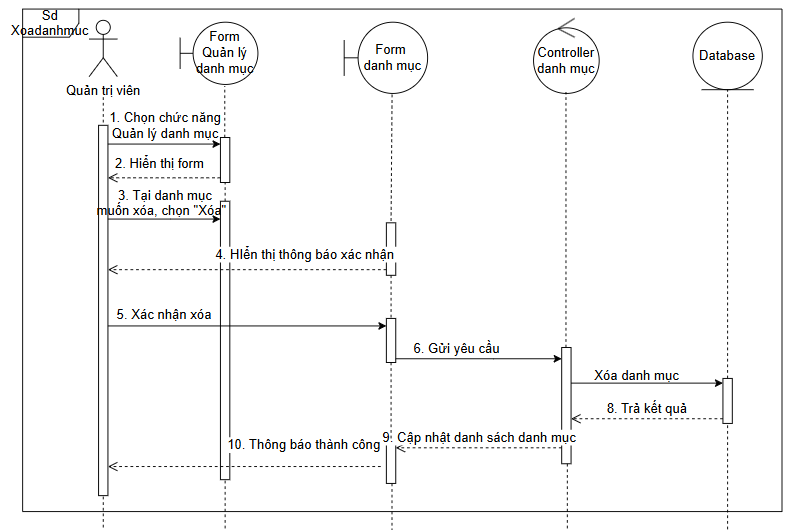 Sd
Xoadanhmuc
Quản trị viên
Form
Quản lý
danh mục
Form
danh mục
Controller
danh mục
Database
1. Chọn chức năng
Quản lý danh mục
2. Hiển thị form
3. Tại danh mục
muốn xóa, chọn "Xóa"
4. HIển thị thông báo xác nhận
5. Xác nhận xóa
6. Gửi yêu cầu
Xóa danh mục
8. Trả kết quả
9. Cập nhật danh sách danh mục
10. Thông báo thành công